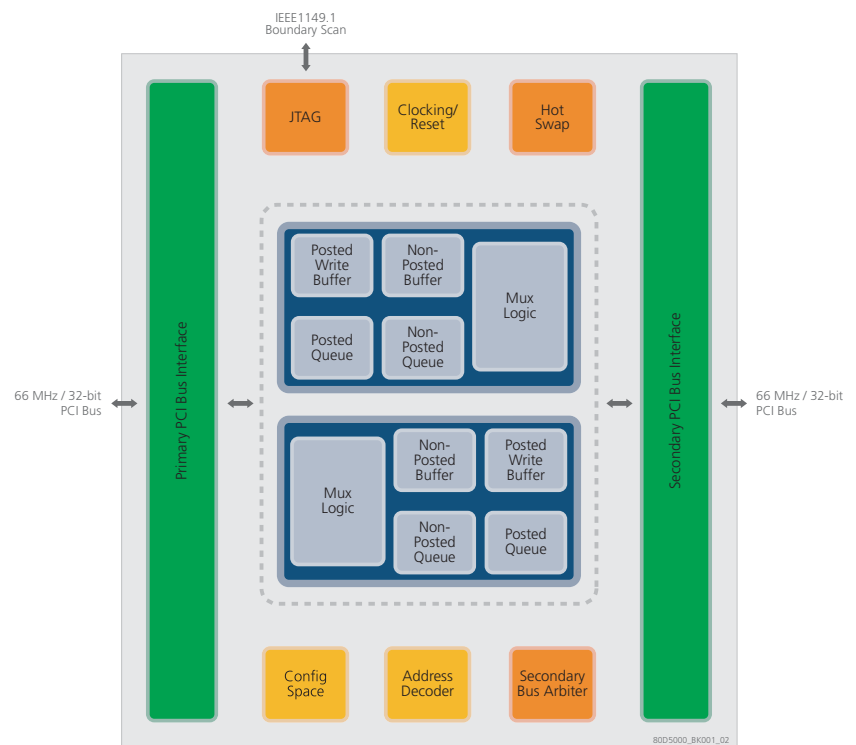 IEEE1149.1
Boundary Scan
JTAG
Clocking/
Reset
Hot
Swap
Posted
Write
Buffer
Non-
Posted
Buffer
Mux
Logic
Posted
Queue
Non-
Posted
Queue
Primary PCI Bus Interface
Secondary PCI Bus Interface
66 MHz / 32-bit
PCI Bus
66 MHz / 32-bit
PCI Bus
Mux
Logic
Non-
Posted
Buffer
Posted
Write
Buffer
Non-
Posted
Queue
Posted
Queue
Config
Space
Address
Decoder
Secondary
Bus Arbiter
80D5000_BK001_02